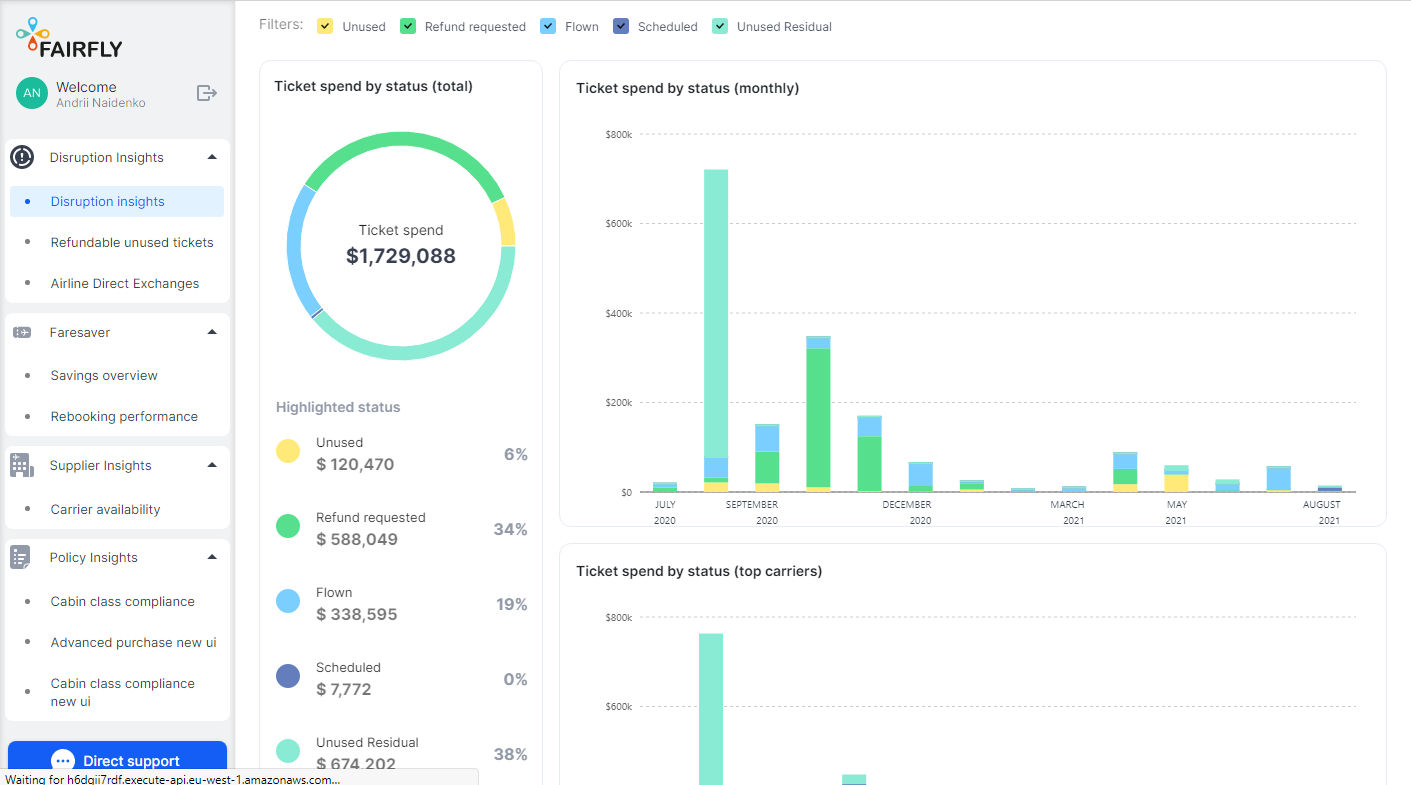 FAIRFLY
AN
Welcome
Andrii Naidenko
Disruption Insights
Disruption insights
Refundable unused tickets
Airline Direct Exchanges
Faresaver
Savings overview
Rebooking performance
Supplier Insights
Carrier availability
Policy Insights
Cabin class compliance
Advanced purchase new ui
Cabin class compliance
new ui
Direct support
Waiting for h6dgii7rdf.execute-api.eu-west-1.amazonaws.com...
Filters: Unused Refund requested Flown Scheduled Unused Residual
Ticket spend by status (total)
Ticket spend
$1,729,088
Highlighted status
Unused
$ 120,470 6%
Refund requested
$ 588,049 34%
Flown
$ 338,595 19%
Scheduled
$ 7,772 0%
Unused Residual
$ 674,202 38%
Ticket spend by status (monthly)
$800k
$600k
$400k
$200k
$0
JULY SEPTEMBER DECEMBER MARCH MAY AUGUST
2020 2020 2020 2021 2021 2021
Ticket spend by status (top carriers)
$800k
$600k